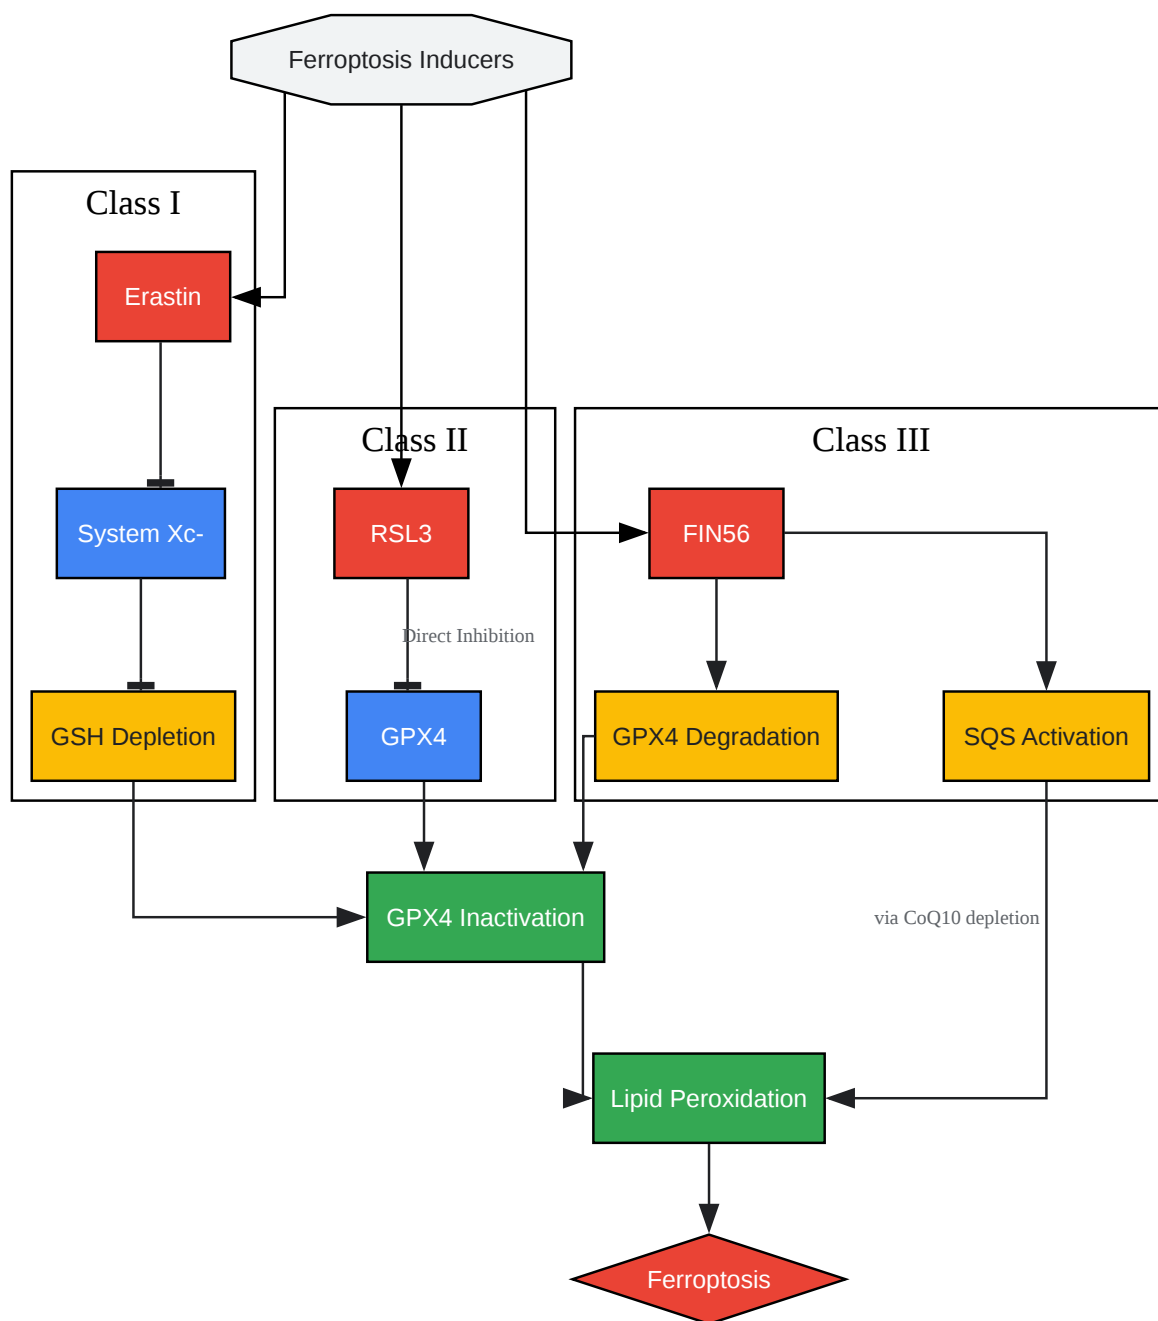 Ferroptosis Inducers
Class I
Erastin
Class II
Class III
System Xc-
RSL3
FIN56
Direct Inhibition
GSH Depletion
GPX4
GPX4 Degradation
SQS Activation
GPX4 Inactivation
via CoQ10 depletion
Lipid Peroxidation
Ferroptosis